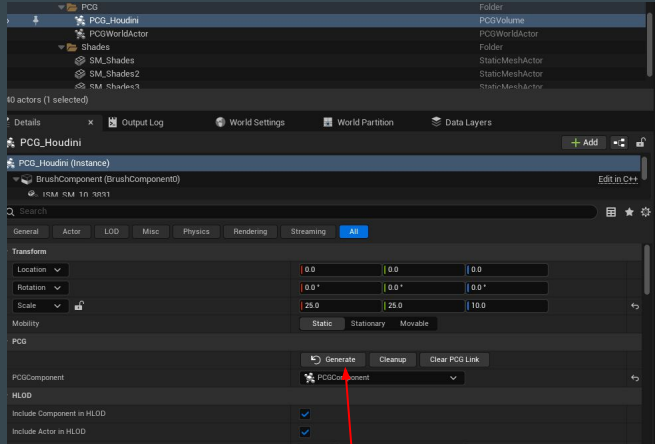 PCG Folder
PCG_Houdini PCGVolume
PCGWorldActor PCGWorldActor
Shades Folder
SM_Shades StaticMeshActor
SM_Shades2 StaticMeshActor
SM_Shades3 StaticMeshActor
40 actors (1 selected)
Details × Output Log World Settings World Partition Data Layers
PCG_Houdini + Add
PCG_Houdini (Instance)
BrushComponent (BrushComponent0) Edit in C++
ISM_SM_10_3831
Search
General Actor LOD Misc Physics Rendering Streaming All
Transform
Location 0.0 0.0 0.0
Rotation 0.0 ° 0.0 ° 0.0 °
Scale 25.0 25.0 10.0
Mobility Static Stationary Movable
PCG
Generate Cleanup Clear PCG Link
PCGComponent PCGComponent
HLOD
Include Component in HLOD
Include Actor in HLOD